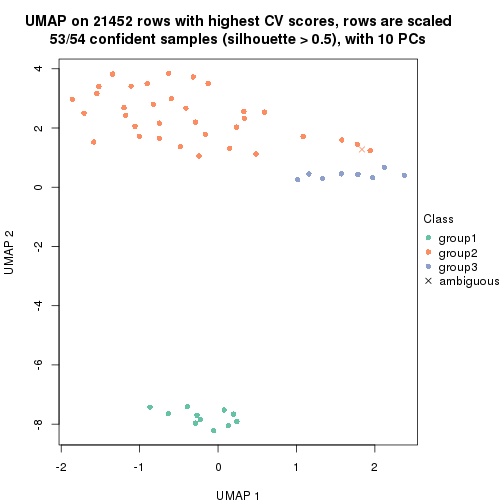 UMAP on 21452 rows with highest CV scores, rows are scaled
53/54 confident samples (silhouette > 0.5), with 10 PCs
4
2
0
-2
-4
-6
-8
UMAP 2
-2 -1 0 1 2
UMAP 1
Class
group1
group2
group3
ambiguous